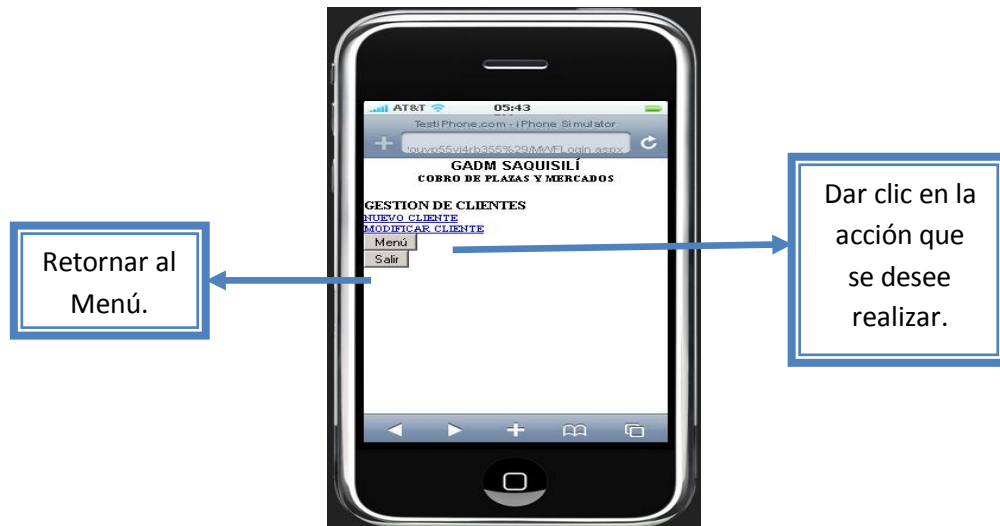 AT&T 05:43
TestiPhone.com - iPhone Simulator
GADM SAQUISILÍ
COBRO DE PLAZAS Y MERCADOS
GESTION DE CLIENTES
NUEVO CLIENTE
MODIFICAR CLIENTE
Menú
Salir
Retornar al
Menú.
Dar clic en la
acción que
se desee
realizar.